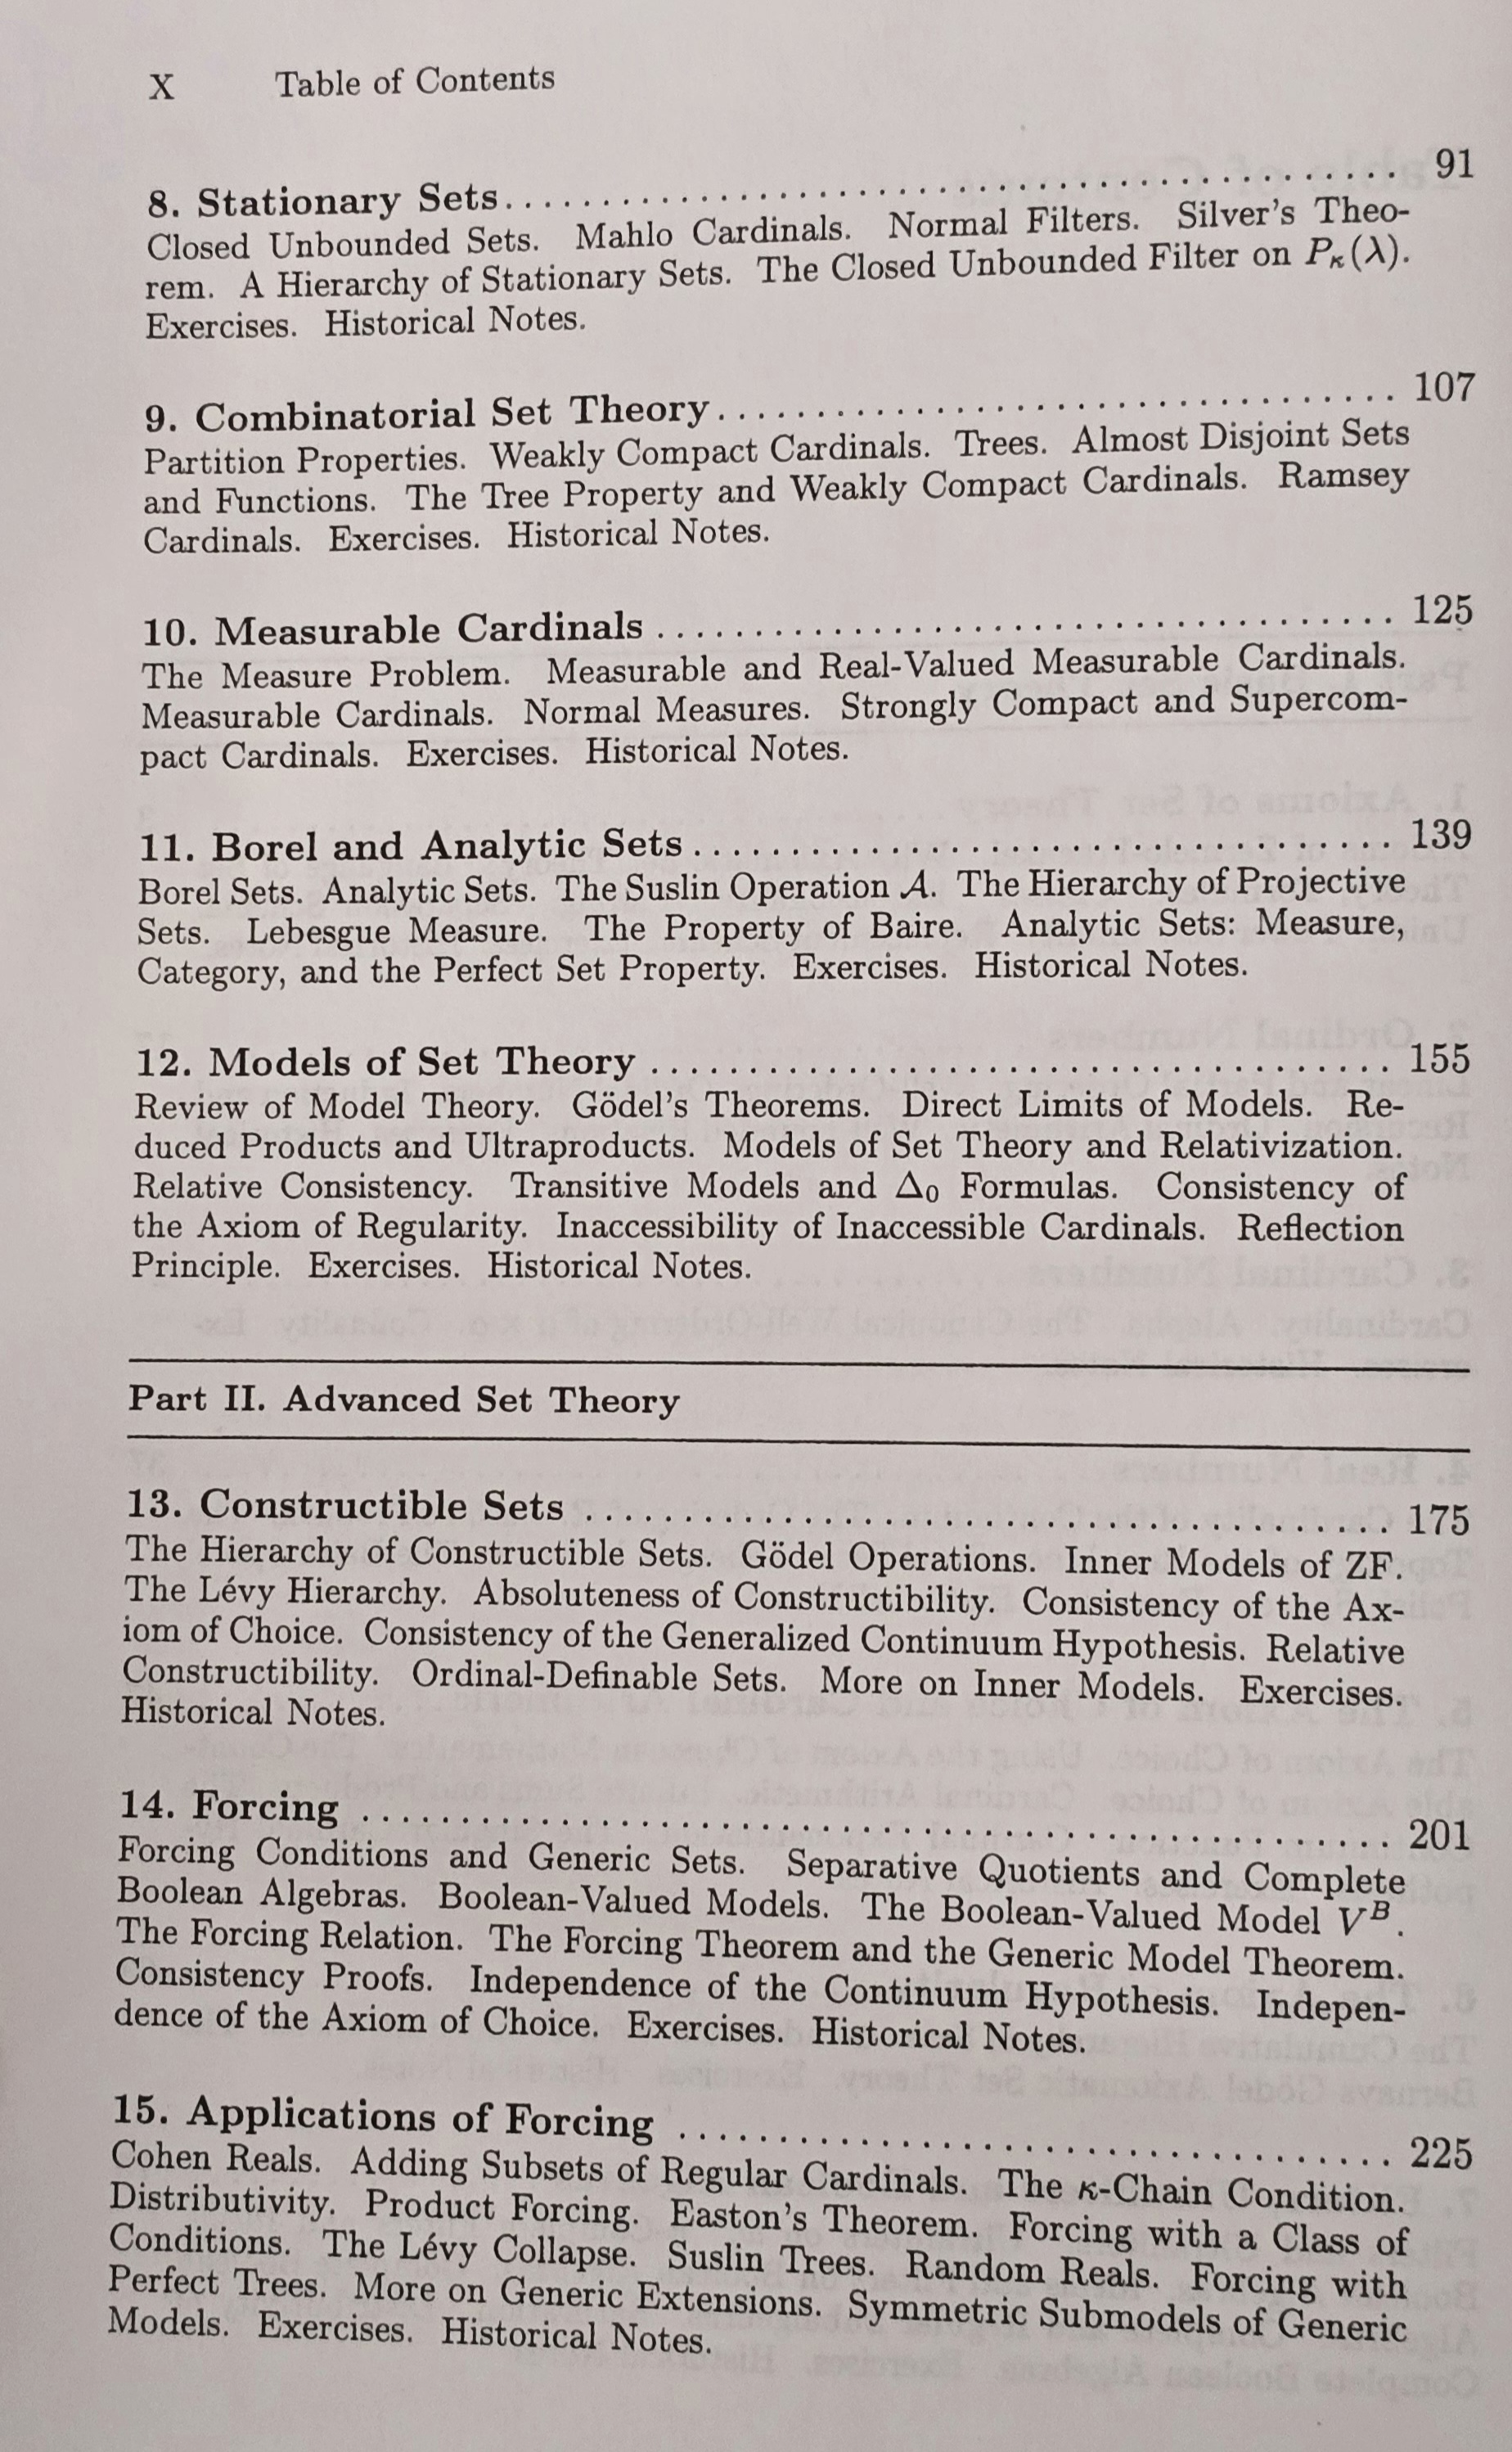 X Table of Contents
8. Stationary Sets........................................... 91
Closed Unbounded Sets. Mahlo Cardinals. Normal Filters. Silver's Theo-
rem. A Hierarchy of Stationary Sets. The Closed Unbounded Filter on Pκ(λ).
Exercises. Historical Notes.
9. Combinatorial Set Theory.................................. 107
Partition Properties. Weakly Compact Cardinals. Trees. Almost Disjoint Sets
and Functions. The Tree Property and Weakly Compact Cardinals. Ramsey
Cardinals. Exercises. Historical Notes.
10. Measurable Cardinals ..................................... 125
The Measure Problem. Measurable and Real-Valued Measurable Cardinals.
Measurable Cardinals. Normal Measures. Strongly Compact and Supercom-
pact Cardinals. Exercises. Historical Notes.
11. Borel and Analytic Sets................................... 139
Borel Sets. Analytic Sets. The Suslin Operation A. The Hierarchy of Projective
Sets. Lebesgue Measure. The Property of Baire. Analytic Sets: Measure,
Category, and the Perfect Set Property. Exercises. Historical Notes.
12. Models of Set Theory ..................................... 155
Review of Model Theory. Gödel's Theorems. Direct Limits of Models. Re-
duced Products and Ultraproducts. Models of Set Theory and Relativization.
Relative Consistency. Transitive Models and Δ0 Formulas. Consistency of
the Axiom of Regularity. Inaccessibility of Inaccessible Cardinals. Reflection
Principle. Exercises. Historical Notes.
Part II. Advanced Set Theory
13. Constructible Sets ........................................ 175
The Hierarchy of Constructible Sets. Gödel Operations. Inner Models of ZF.
The Lévy Hierarchy. Absoluteness of Constructibility. Consistency of the Ax-
iom of Choice. Consistency of the Generalized Continuum Hypothesis. Relative
Constructibility. Ordinal-Definable Sets. More on Inner Models. Exercises.
Historical Notes.
14. Forcing ................................................... 201
Forcing Conditions and Generic Sets. Separative Quotients and Complete
Boolean Algebras. Boolean-Valued Models. The Boolean-Valued Model V^B.
The Forcing Relation. The Forcing Theorem and the Generic Model Theorem.
Consistency Proofs. Independence of the Continuum Hypothesis. Indepen-
dence of the Axiom of Choice. Exercises. Historical Notes.
15. Applications of Forcing .................................... 225
Cohen Reals. Adding Subsets of Regular Cardinals. The κ-Chain Condition.
Distributivity. Product Forcing. Easton's Theorem. Forcing with a Class of
Conditions. The Lévy Collapse. Suslin Trees. Random Reals. Forcing with
Perfect Trees. More on Generic Extensions. Symmetric Submodels of Generic
Models. Exercises. Historical Notes.